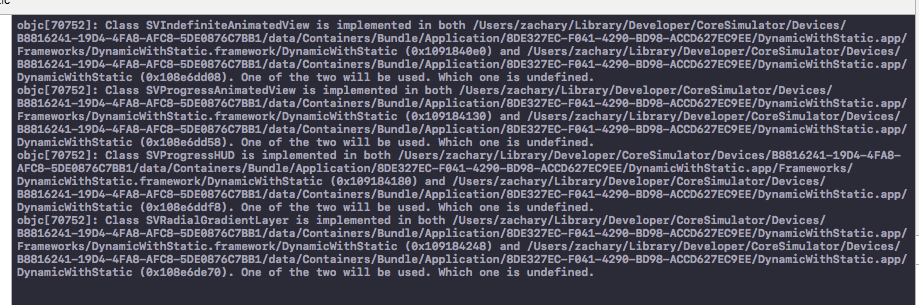 objc[70752]: Class SVIndefiniteAnimatedView is implemented in both /Users/zachary/Library/Developer/CoreSimulator/Devices/
B8816241-19D4-4FA8-AFC8-5DE0876C7BB1/data/Containers/Bundle/Application/8DE327EC-F041-4290-BD98-ACCD627EC9EE/DynamicWithStatic.app/
Frameworks/DynamicWithStatic.framework/DynamicWithStatic (0x1091840e0) and /Users/zachary/Library/Developer/CoreSimulator/Devices/
B8816241-19D4-4FA8-AFC8-5DE0876C7BB1/data/Containers/Bundle/Application/8DE327EC-F041-4290-BD98-ACCD627EC9EE/DynamicWithStatic.app/
DynamicWithStatic (0x108e6dd08). One of the two will be used. Which one is undefined.
objc[70752]: Class SVProgressAnimatedView is implemented in both /Users/zachary/Library/Developer/CoreSimulator/Devices/
B8816241-19D4-4FA8-AFC8-5DE0876C7BB1/data/Containers/Bundle/Application/8DE327EC-F041-4290-BD98-ACCD627EC9EE/DynamicWithStatic.app/
Frameworks/DynamicWithStatic.framework/DynamicWithStatic (0x109184130) and /Users/zachary/Library/Developer/CoreSimulator/Devices/
B8816241-19D4-4FA8-AFC8-5DE0876C7BB1/data/Containers/Bundle/Application/8DE327EC-F041-4290-BD98-ACCD627EC9EE/DynamicWithStatic.app/
DynamicWithStatic (0x108e6dd58). One of the two will be used. Which one is undefined.
objc[70752]: Class SVProgressHUD is implemented in both /Users/zachary/Library/Developer/CoreSimulator/Devices/B8816241-19D4-4FA8-
AFC8-5DE0876C7BB1/data/Containers/Bundle/Application/8DE327EC-F041-4290-BD98-ACCD627EC9EE/DynamicWithStatic.app/Frameworks/
DynamicWithStatic.framework/DynamicWithStatic (0x109184180) and /Users/zachary/Library/Developer/CoreSimulator/Devices/
B8816241-19D4-4FA8-AFC8-5DE0876C7BB1/data/Containers/Bundle/Application/8DE327EC-F041-4290-BD98-ACCD627EC9EE/DynamicWithStatic.app/
DynamicWithStatic (0x108e6ddf8). One of the two will be used. Which one is undefined.
objc[70752]: Class SVRadialGradientLayer is implemented in both /Users/zachary/Library/Developer/CoreSimulator/Devices/
B8816241-19D4-4FA8-AFC8-5DE0876C7BB1/data/Containers/Bundle/Application/8DE327EC-F041-4290-BD98-ACCD627EC9EE/DynamicWithStatic.app/
Frameworks/DynamicWithStatic.framework/DynamicWithStatic (0x109184248) and /Users/zachary/Library/Developer/CoreSimulator/Devices/
B8816241-19D4-4FA8-AFC8-5DE0876C7BB1/data/Containers/Bundle/Application/8DE327EC-F041-4290-BD98-ACCD627EC9EE/DynamicWithStatic.app/
DynamicWithStatic (0x108e6de70). One of the two will be used. Which one is undefined.